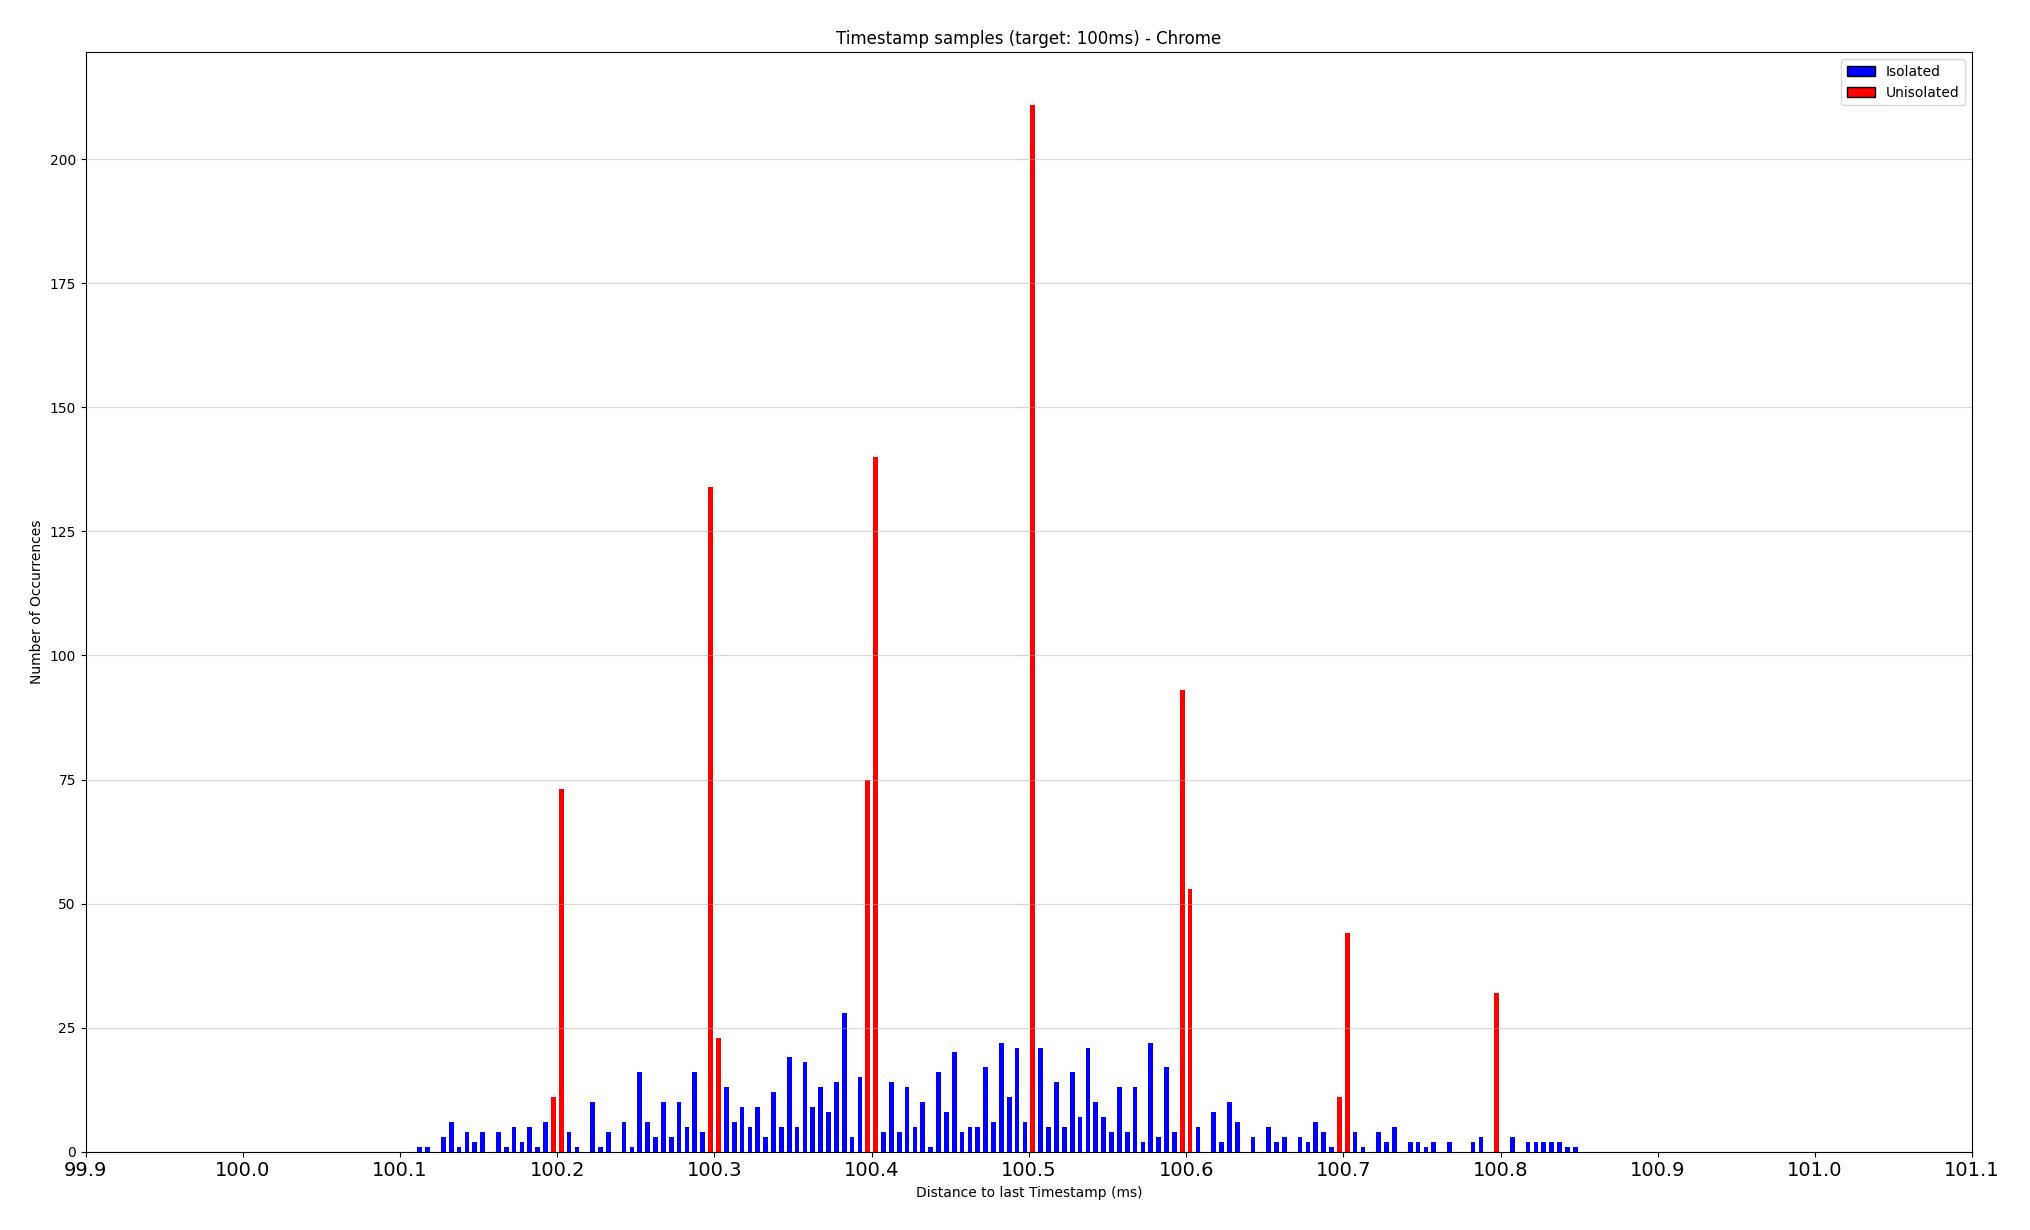 Timestamp samples (target: 100ms) - Chrome
Isolated
Unisolated
200
175
150
125
100
75
50
25
0
Number of Occurrences
99.9 100.0 100.1 100.2 100.3 100.4 100.5 100.6 100.7 100.8 100.9 101.0 101.1
Distance to last Timestamp (ms)